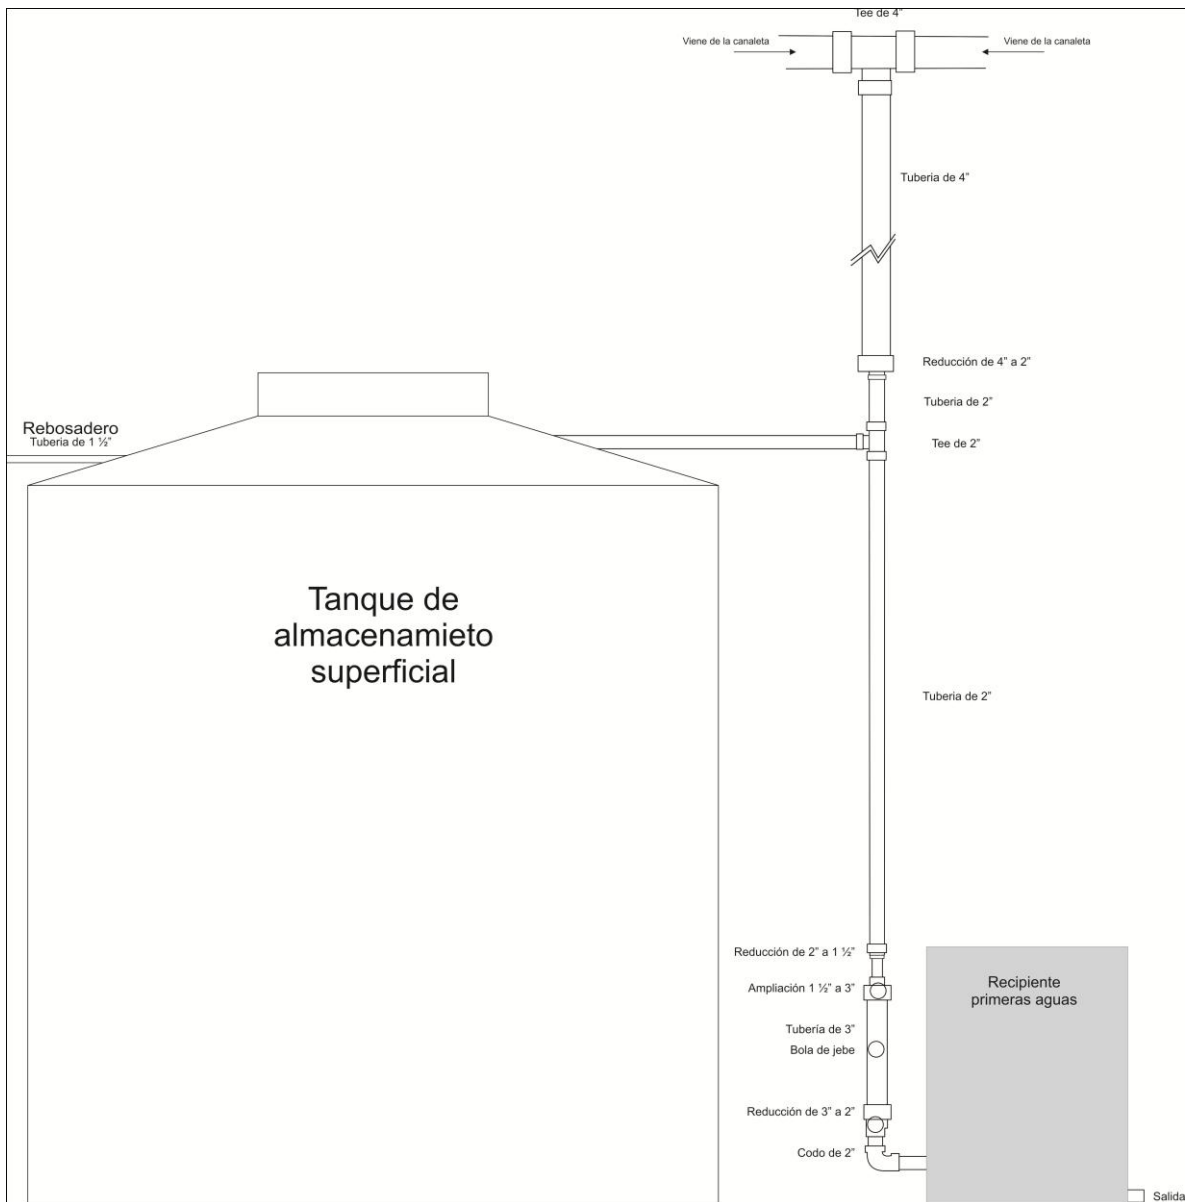 Tee de 4”
Viene de la canaleta
Viene de la canaleta
Tuberia de 4”
Reducción de 4” a 2”
Tuberia de 2”
Rebosadero
Tuberia de 1 ½”
Tee de 2”
Tanque de
almacenamieto
superficial
Tuberia de 2”
Reducción de 2” a 1 ½”
Ampliación 1 ½” a 3”
Recipiente
primeras aguas
Tubería de 3”
Bola de jebe
Reducción de 3” a 2”
Codo de 2”
Salida